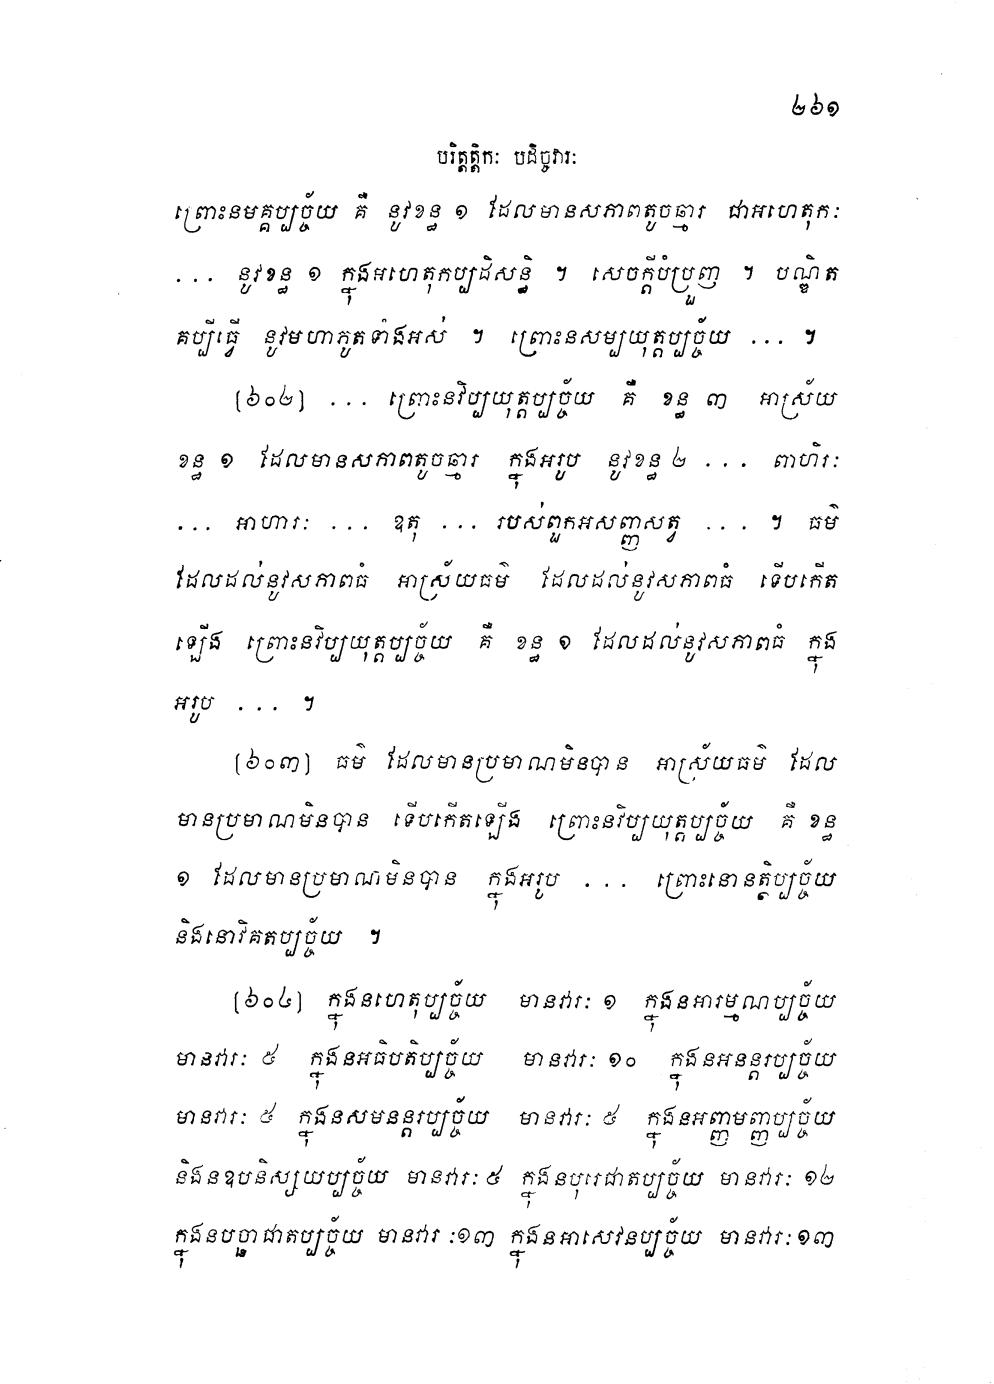 ២៦១
បរិត្តត្តិកៈ បដិច្ចវារៈ
ព្រោះនមគ្គប្បច្ច័យ គឺ នូវខន្ធ ១ ដែលមានសភាពតូចឆ្មារ ជាអហេតុកៈ
... នូវខន្ធ ១ ក្នុងអហេតុកប្បដិសន្ធិ ។ សេចក្តីបំប្រួញ ។ បណ្ឌិត
គប្បីធ្វើ នូវមហាភូតទាំងអស់ ។ ព្រោះនសម្បយុត្តប្បច្ច័យ ... ។
[៦០២] ... ព្រោះនវិប្បយុត្តប្បច្ច័យ គឺ ខន្ធ ៣ អាស្រ័យ
ខន្ធ ១ ដែលមានសភាពតូចឆ្មារ ក្នុងអរូប នូវខន្ធ ២ ... ពាហិរៈ
... អាហារៈ ... ឧតុ ... របស់ពួកអសញ្ញសត្វ ... ។ ធម៌
ដែលដល់នូវសភាពធំ អាស្រ័យធម៌ ដែលដល់នូវសភាពធំ ទើបកើត
ឡើង ព្រោះនវិប្បយុត្តប្បច្ច័យ គឺ ខន្ធ ១ ដែលដល់នូវសភាពធំ ក្នុង
អរូប ... ។
[៦០៣] ធម៌ ដែលមានប្រមាណមិនបាន អាស្រ័យធម៌ ដែល
មានប្រមាណមិនបាន ទើបកើតឡើង ព្រោះនវិប្បយុត្តប្បច្ច័យ គឺ ខន្ធ
១ ដែលមានប្រមាណមិនបាន ក្នុងអរូប ... ព្រោះនោនត្ថិប្បច្ច័យ
និងនោវិគតប្បច្ច័យ ។
[៦០៤] ក្នុងនហេតុប្បច្ច័យ មានវារៈ ១ ក្នុងនអារម្មណប្បច្ច័យ
មានវារៈ ៥ ក្នុងនអធិបតិប្បច្ច័យ មានវារៈ ១០ ក្នុងនអនន្តរប្បច្ច័យ
មានវារៈ ៥ ក្នុងនសមនន្តរប្បច្ច័យ មានវារៈ ៥ ក្នុងនអញ្ញមញ្ញប្បច្ច័យ
និងនឧបនិស្សយប្បច្ច័យ មានវារៈ ៥ ក្នុងនបុរេជាតប្បច្ច័យ មានវារៈ ១២
ក្នុងនបច្ឆាជាតប្បច្ច័យ មានវារៈ ១៣ ក្នុងនអាសេវនប្បច្ច័យ មានវារៈ ១៣